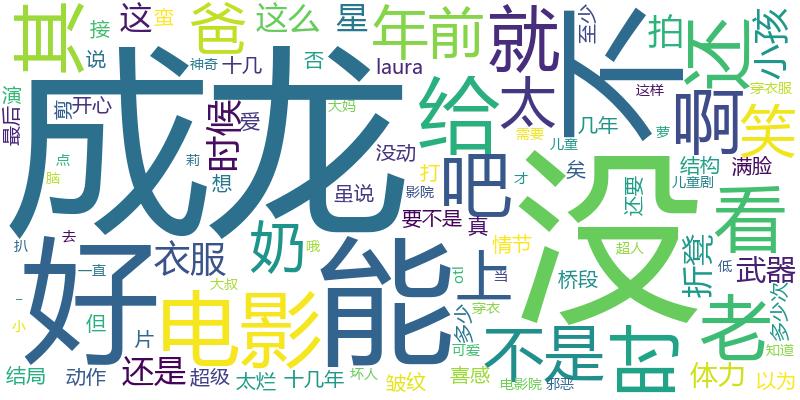 其
接
这
蛮
爸
这么
星
年前
就
不
至少
拍
还
小孩
说
神奇
十几
否
laura
演
最后
剪
开心
成龙
时候
爱
大妈
没动
给
太
需要
几年
儿童
萝
这样
穿衣服
啊
笑
点
脑
莉
想
虽说
影院
打
吧
才
矣
没
还要
结构
儿童剧
满脸
看
扒
去
一直
好
衣服
奶
哦
要不是
真
情节
超人
折凳
低
武器
大叔
能
otl
上
当
桥段
老
多少次
小
但
电影
穿衣
多少
不是
时
知道
片
可爱
结局
动作
还是
超级
太烂
十几年
坏人
皱纹
喜感
电影院
邪恶
体力
以为